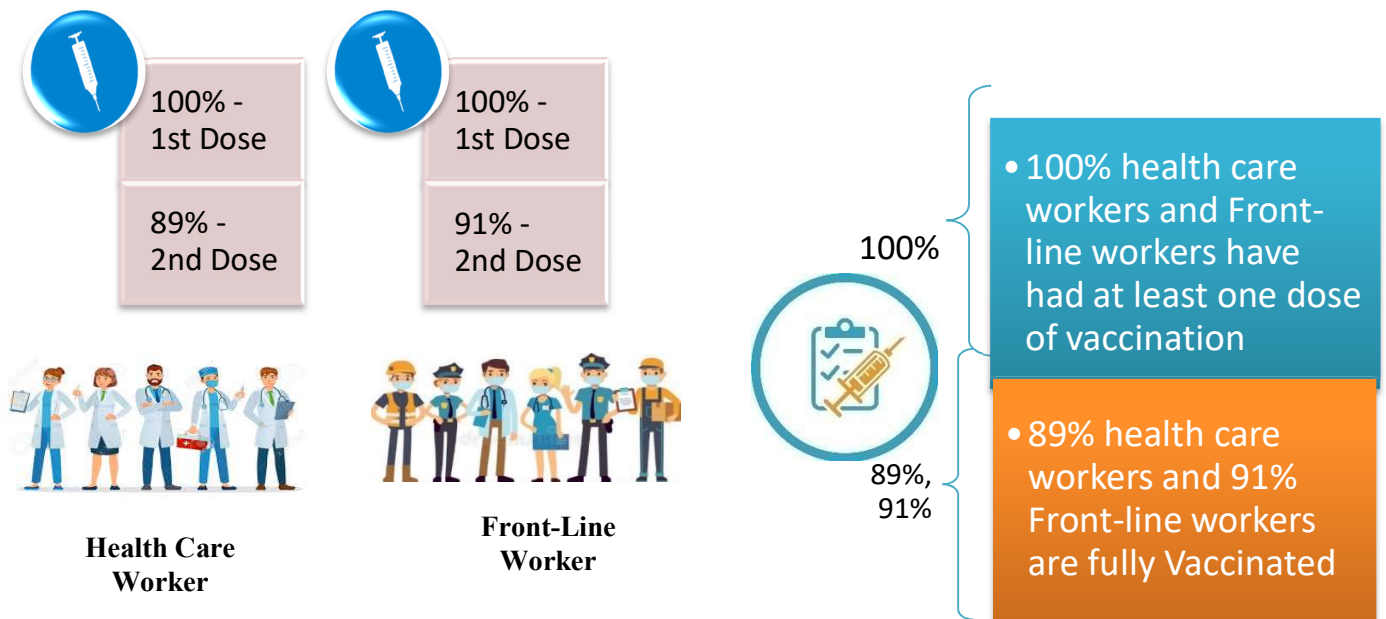 100% -
1st Dose
89% -
2nd Dose
Health Care
Worker
100% -
1st Dose
91% -
2nd Dose
Front-Line
Worker
100%
89%,
91%
• 100% health care
workers and Front-
line workers have
had at least one dose
of vaccination
• 89% health care
workers and 91%
Front-line workers
are fully Vaccinated